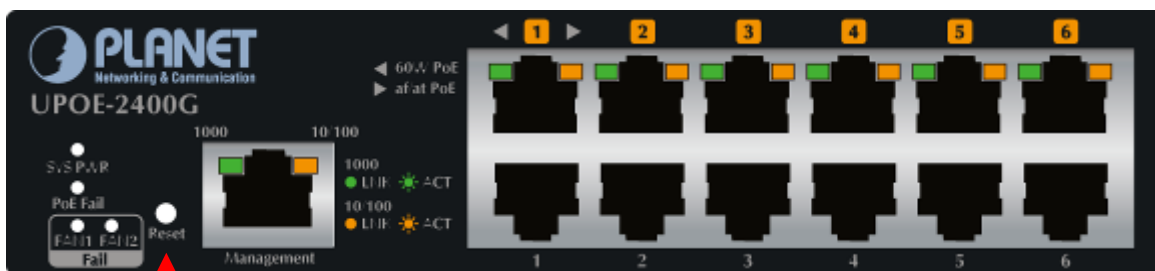 PLANET
Networking & Communication
UPOE-2400G
1 2 3 4 5 6
60W PoE
af/at PoE
1000 10/100
SYS PWR
PoE Fail
FAN1 FAN2
Fail
Reset
Management
1000
LNK ACT
10/100
LNK ACT
1 2 3 4 5 6